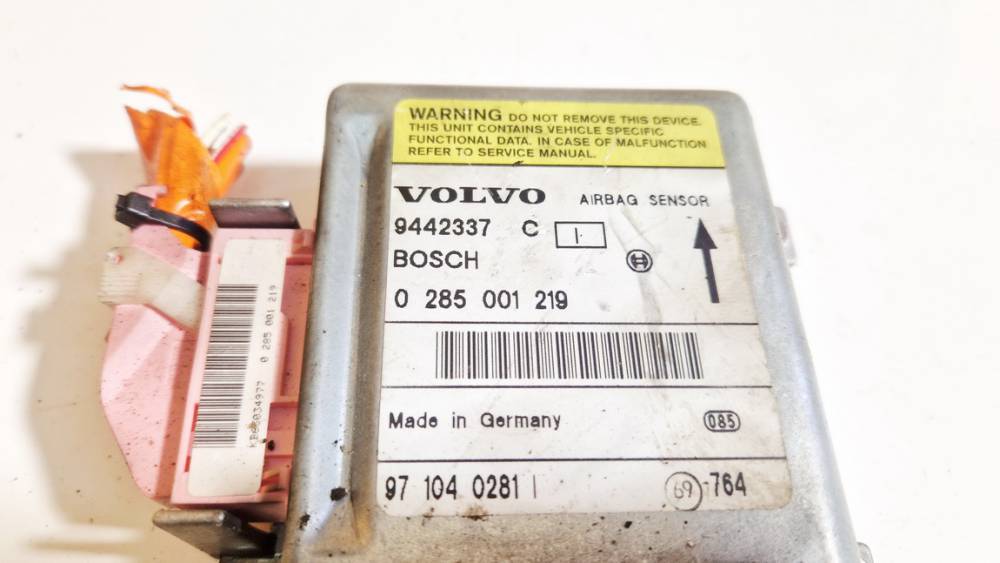 WARNING DO NOT REMOVE THIS DEVICE.
THIS UNIT CONTAINS VEHICLE SPECIFIC
FUNCTIONAL DATA. IN CASE OF MALFUNCTION
REFER TO SERVICE MANUAL.
VOLVO AIRBAG SENSOR
9442337 C I
BOSCH
0 285 001 219
Made in Germany 085
97 104 0281 I 69 -764
0 285 001 219